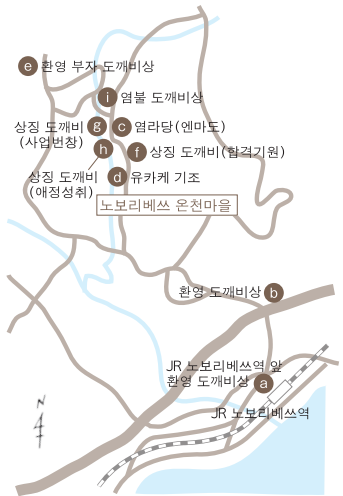 e 환영 부자 도깨비상
i 염불 도깨비상
상징 도깨비 g c 염라당(엔마도)
(사업번창)
h f 상징 도깨비(합격기원)
상징 도깨비 d 유카케 기조
(애정성취)
노보리베쓰 온천마을
환영 도깨비상 b
JR 노보리베쓰역 앞
환영 도깨비상 a
JR 노보리베쓰역
N